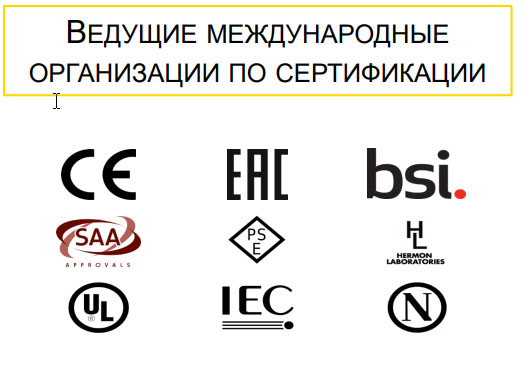 ВЕДУЩИЕ МЕЖДУНАРОДНЫЕ
ОРГАНИЗАЦИИ ПО СЕРТИФИКАЦИИ
CE EAC bsi.
SAA
APPROVALS
PS
E
HL
HERMON
LABORATORIES
UL
®
IEC
N